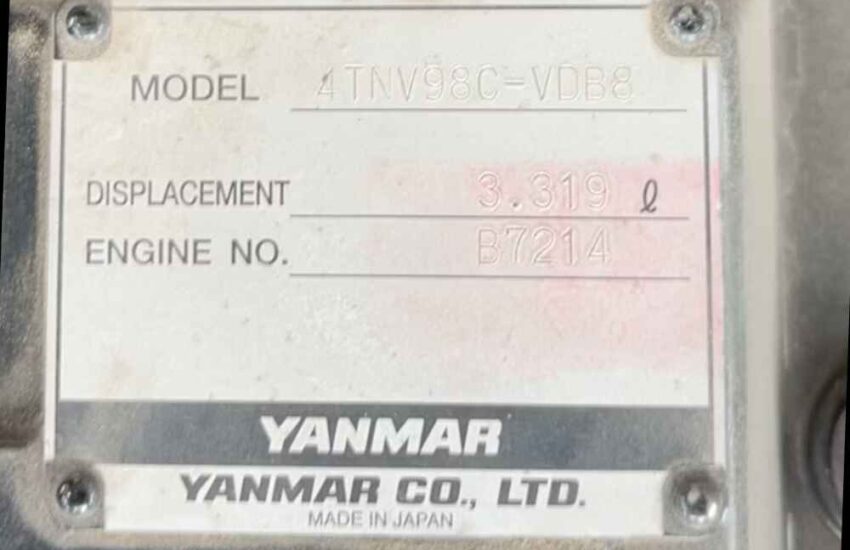 MODEL 4TNV98C-VDB8
DISPLACEMENT 3.319 ℓ
ENGINE NO. B7214
YANMAR
YANMAR CO., LTD.
MADE IN JAPAN